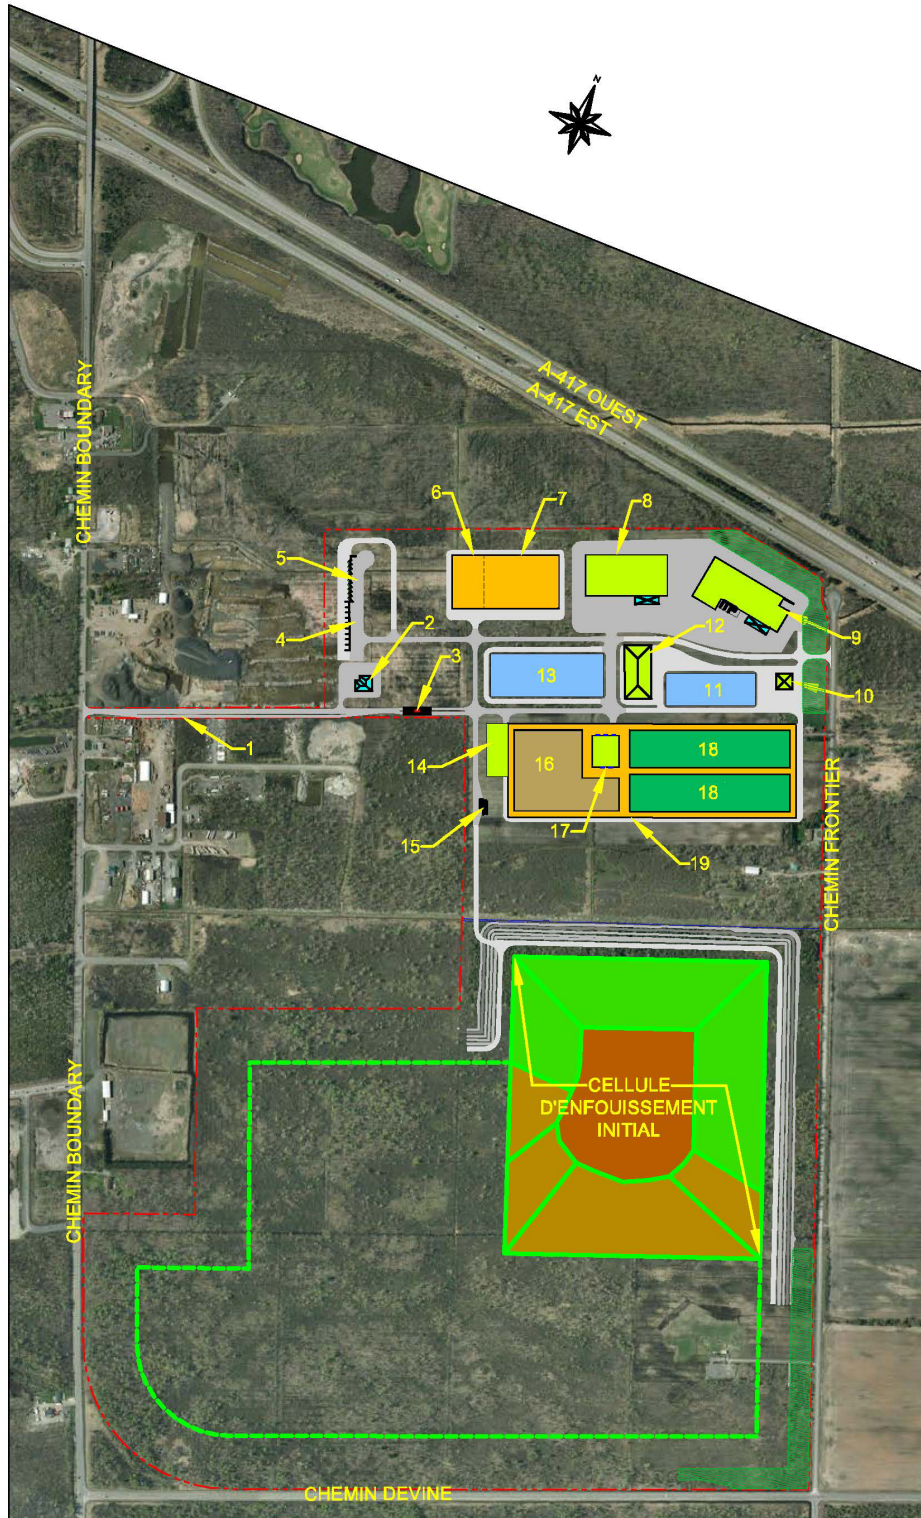 N
A-417 OUEST
A-417 EST
CHEMIN BOUNDARY
6
7
8
5
4
2
3
12
9
13
11
10
1
14
16
18
18
15
17
19
CHEMIN FRONTIER
CELLULE
D'ENFOUISSEMENT
INITIAL
CHEMIN BOUNDARY
CHEMIN DEVINE